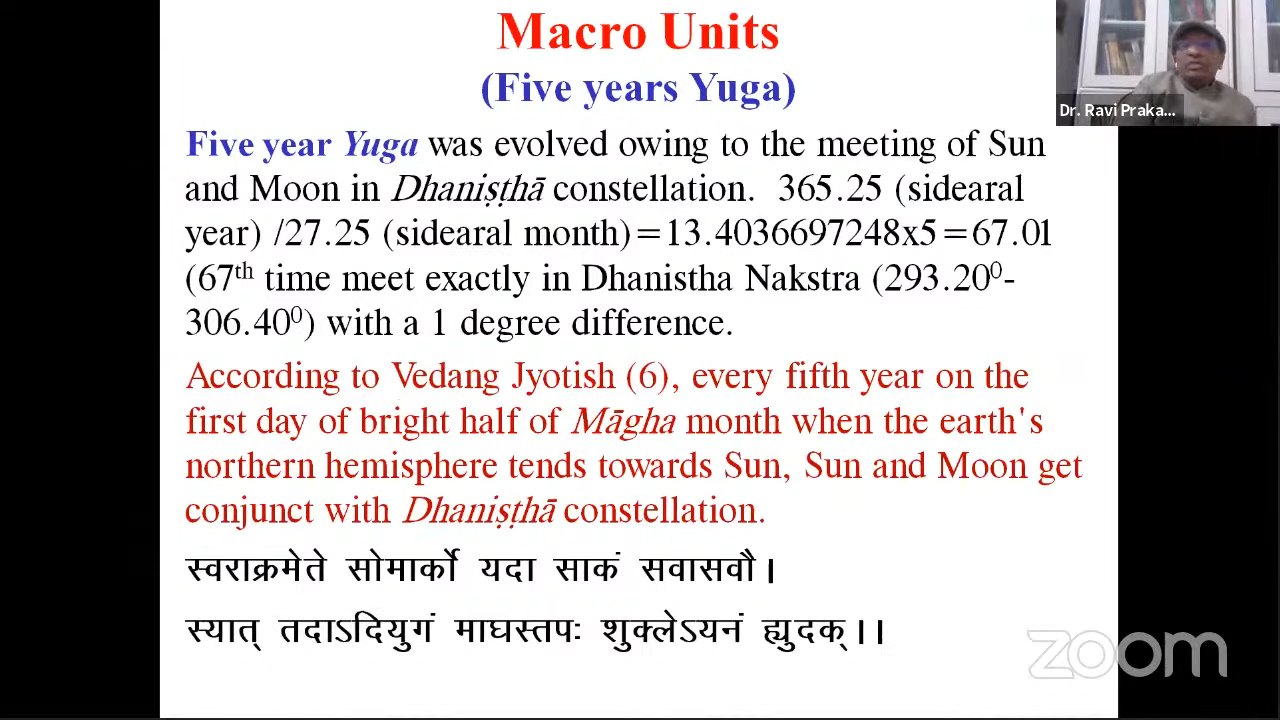 Macro Units
(Five years Yuga)
Dr. Ravi Praka...
Five year Yuga was evolved owing to the meeting of Sun
and Moon in Dhaniṣṭhā constellation. 365.25 (sidearal
year) /27.25 (sidearal month)=13.4036697248x5=67.01
(67th time meet exactly in Dhanistha Nakstra (293.20⁰-
306.40⁰) with a 1 degree difference.
According to Vedang Jyotish (6), every fifth year on the
first day of bright half of Māgha month when the earth's
northern hemisphere tends towards Sun, Sun and Moon get
conjunct with Dhaniṣṭhā constellation.
स्वराक्रमेते सोमार्को यदा साकं सवासवौ।
स्यात् तदाऽदियुगं माघस्तपः शुक्लेऽयनं ह्युदक्।।
zoom